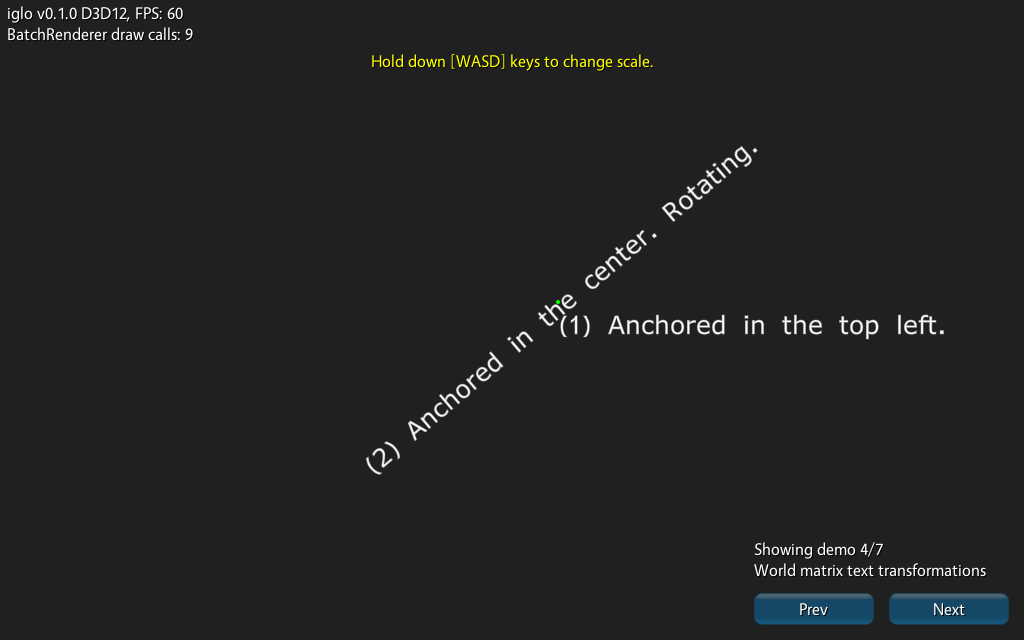 iglo v0.1.0 D3D12, FPS: 60
BatchRenderer draw calls: 9
Hold down [WASD] keys to change scale.
(2) Anchored in the center. Rotating.
(1) Anchored in the top left.
Showing demo 4/7
World matrix text transformations
Prev
Next